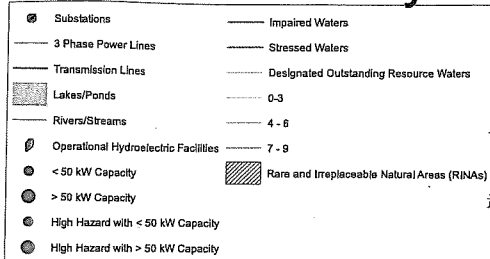 Substations
3 Phase Power Lines
Transmission Lines
Lakes/Ponds
Rivers/Streams
Operational Hydroelectric Facilities
< 50 kW Capacity
> 50 kW Capacity
High Hazard with < 50 kW Capacity
High Hazard with > 50 kW Capacity
Impaired Waters
Stressed Waters
Designated Outstanding Resource Waters
0-3
4 - 6
7 - 9
Rare and Irreplaceable Natural Areas (RINAs)